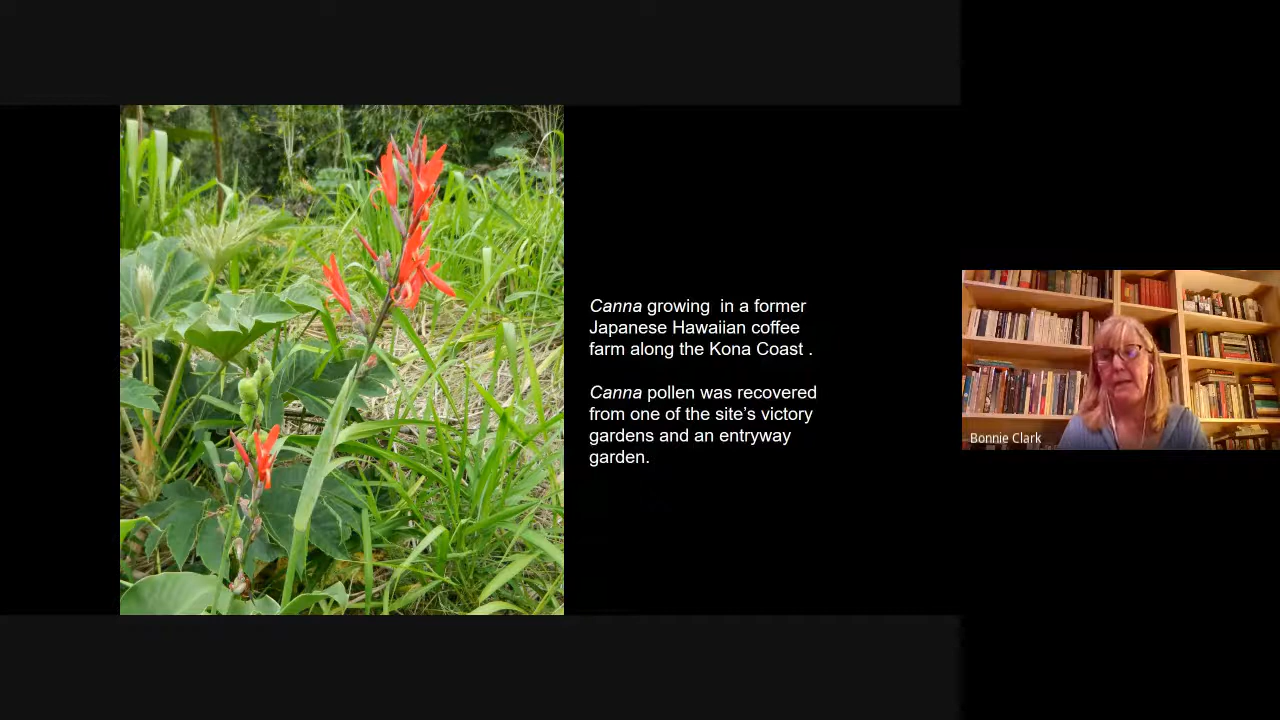 Canna growing  in a former
Japanese Hawaiian coffee
farm along the Kona Coast .
Canna pollen was recovered
from one of the site's victory
gardens and an entryway
garden.
Bonnie Clark